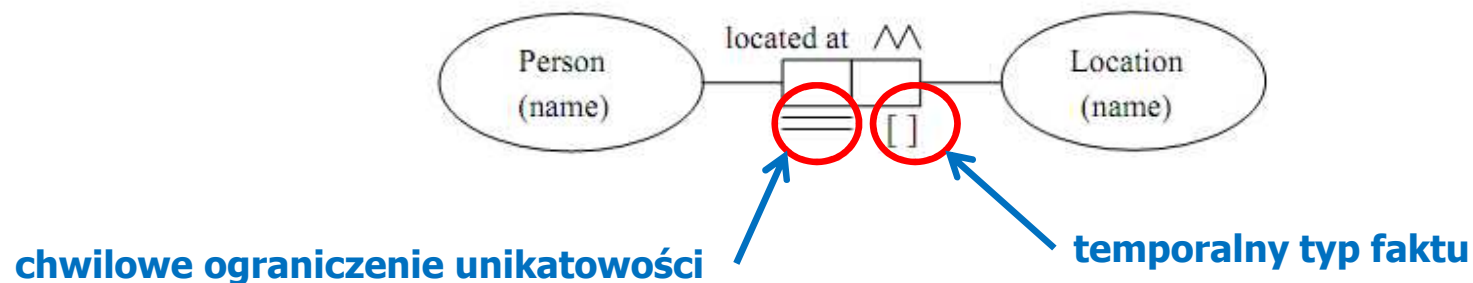 located at
Person
(name)
Location
(name)
[ ]
chwilowe ograniczenie unikatowości
temporalny typ faktu